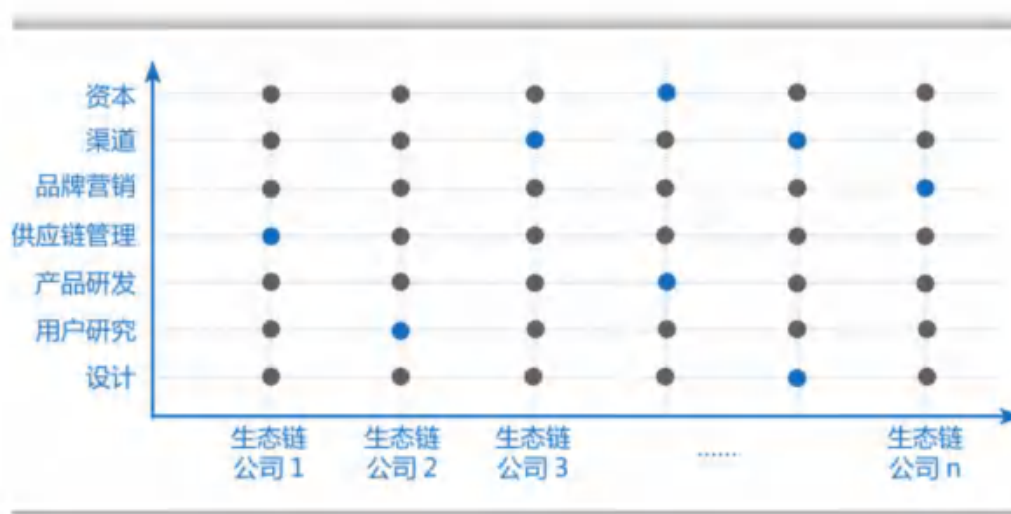 资本
渠道
品牌营销
供应链管理
产品研发
用户研究
设计
生态链
公司 1
生态链
公司 2
生态链
公司 3
……
生态链
公司 n